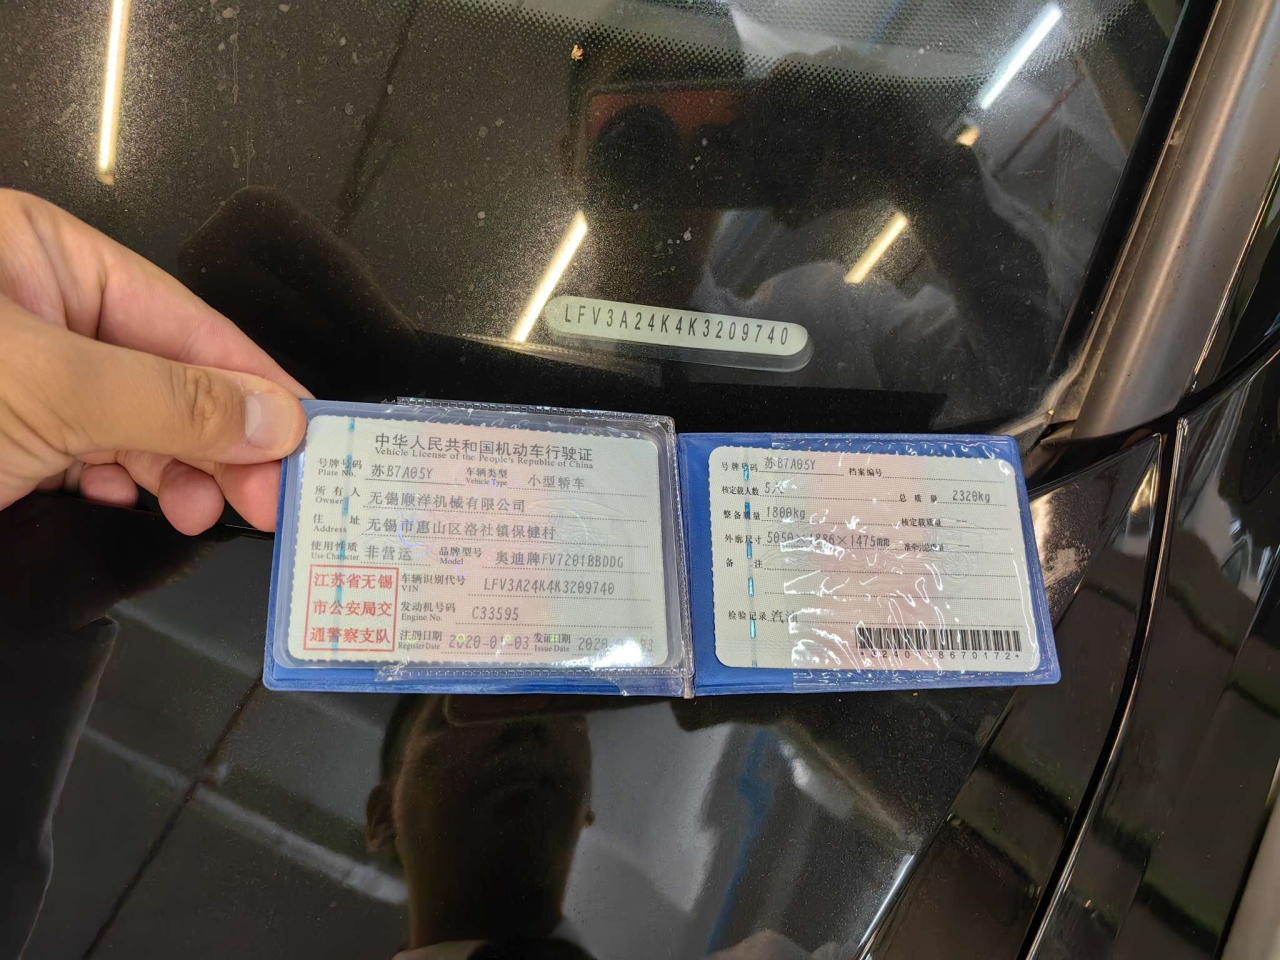 LFV3A24K4K3209740
中华人民共和国机动车行驶证
Vehicle License of the People's Republic of China
号牌号码 Plate No. 苏B7A05Y 车辆类型 Vehicle Type 小型轿车
所有人 Owner 无锡顺洋机械有限公司
住址 Address 无锡市惠山区洛社镇保健村
使用性质 Use Character 非营运 品牌型号 Model 奥迪牌FV7201BBDDG
江苏省无锡
市公安局交
通警察支队
车辆识别代号 VIN LFV3A24K4K3209740
发动机号码 Engine No. C33595
注册日期 Register Date 2020-01-03 发证日期 Issue Date
号牌号码 苏B7A05Y 档案编号
核定载人数 5人 总质量 2320kg
整备质量 1800kg 核定载质量 --
外廓尺寸 5050×1886×1475mm 准牵引总质量 --
备注
检验记录 汽油